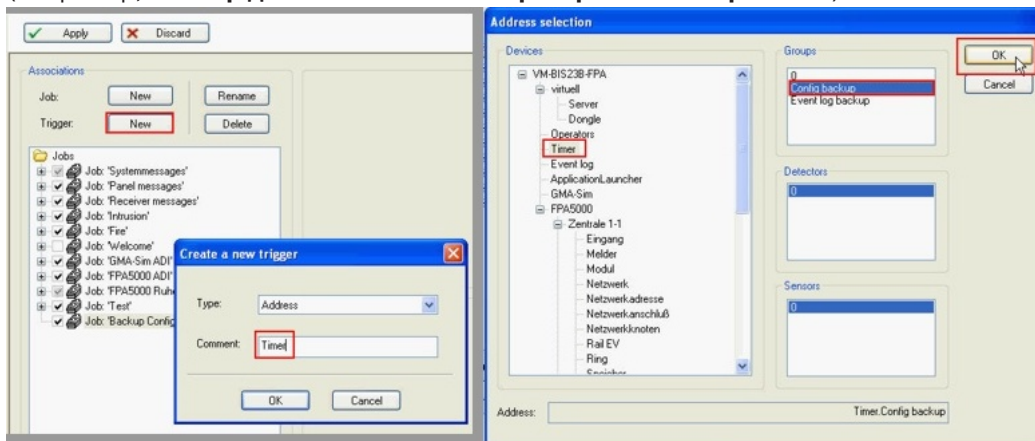 Apply
Discard
Associations
Job:
New
Rename
Trigger:
New
Delete
Jobs
Job: 'Systemmessages'
Job: 'Panel messages'
Job: 'Receiver messages'
Job: 'Intrusion'
Job: 'Fire'
Job: 'Welcome'
Job: 'GMA-Sim ADI'
Job: 'FPA5000 ADI'
Job: 'FPA5000 Ruh
Job: 'Test'
Job: 'Backup Config
Create a new trigger
Type:
Address
Comment:
Timer
OK
Cancel
Address selection
Devices
VM-BIS23B-FPA
virtuell
Server
Dongle
Operators
Timer
Event log
ApplicationLauncher
GMA-Sim
FPA5000
Zentrale 1-1
Eingang
Melder
Modul
Netzwerk
Netzwerkadresse
Netzwerkanschluß
Netzwerkknoten
Rail EV
Ring
Groups
0
Config backup
Event log backup
Detectors
0
Sensors
0
OK
Cancel
Address:
Timer.Config backup